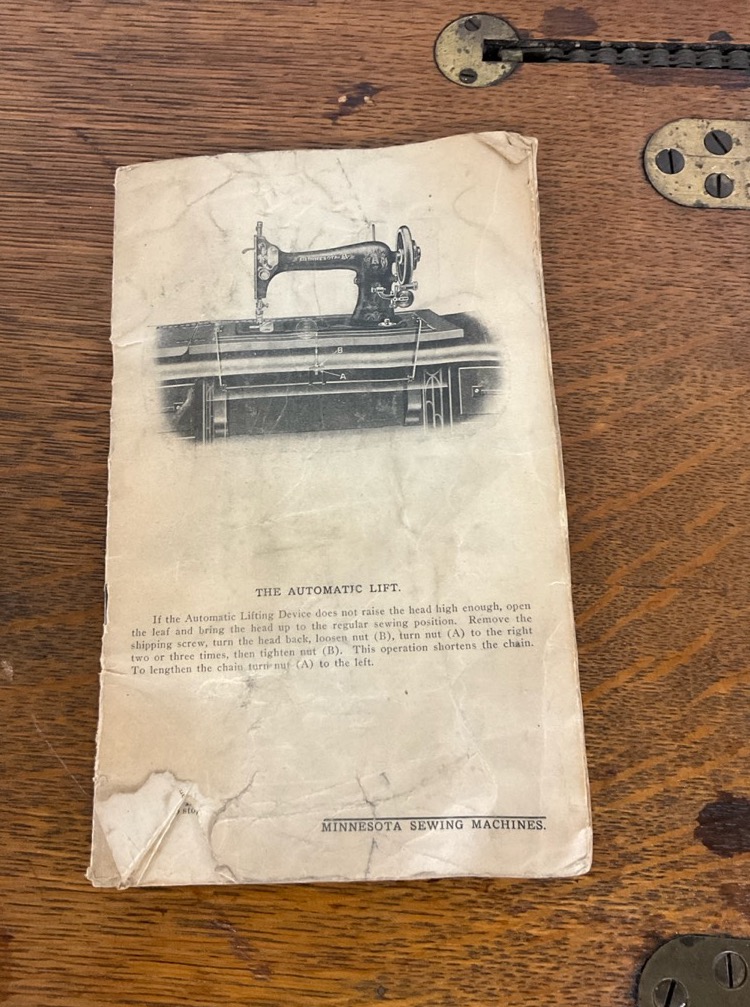 MINNESOTA
B
A
THE AUTOMATIC LIFT.
If the Automatic Lifting Device does not raise the head high enough, open
the leaf and bring the head up to the regular sewing position. Remove the
shipping screw, turn the head back, loosen nut (B), turn nut (A) to the right
two or three times, then tighten nut (B). This operation shortens the chain.
To lengthen the chain turn nut (A) to the left.
MINNESOTA SEWING MACHINES.